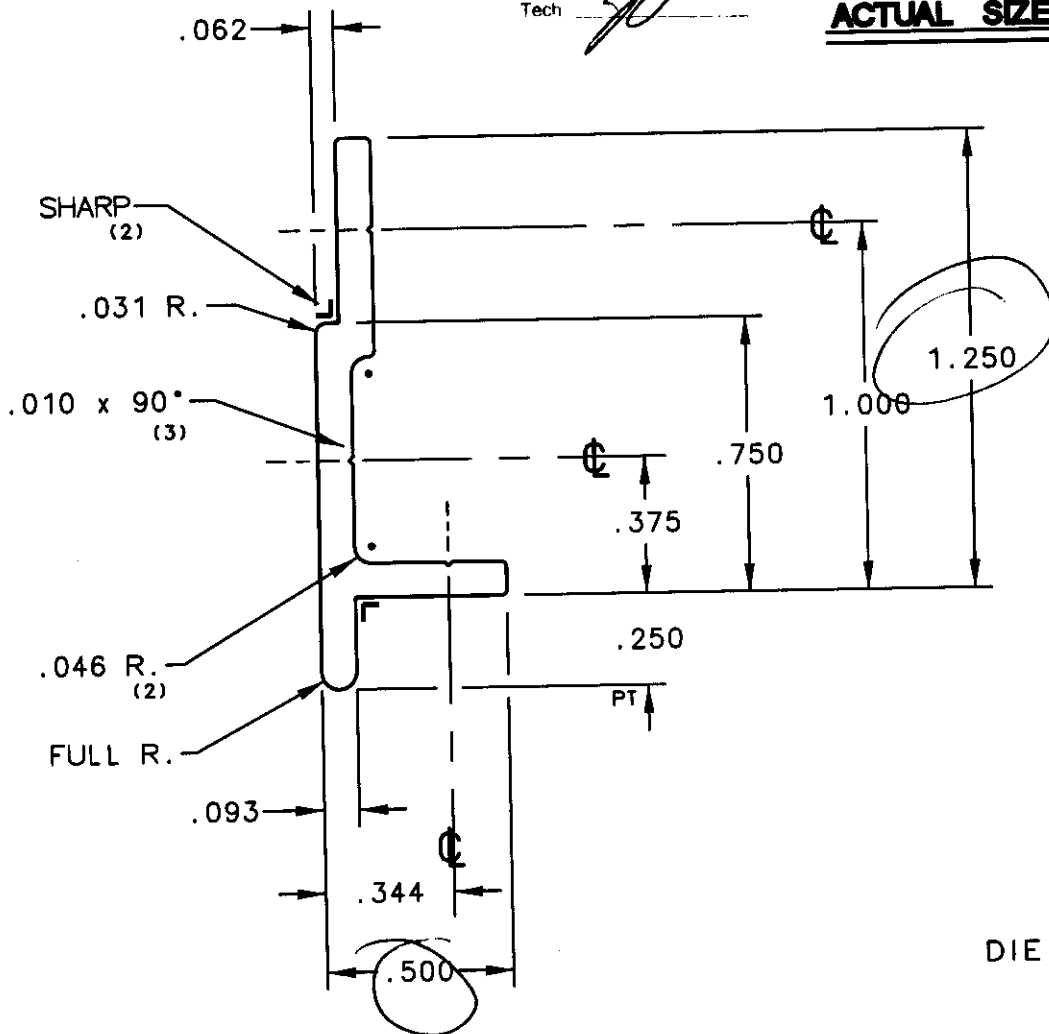 Tech
ACTUAL SIZE
.062
SHARP
(2)
.031 R.
.010 x 90°
(3)
1.250
1.000
.750
.375
.250
.046 R.
(2)
PT
FULL R.
.093
.344
.500
DIE